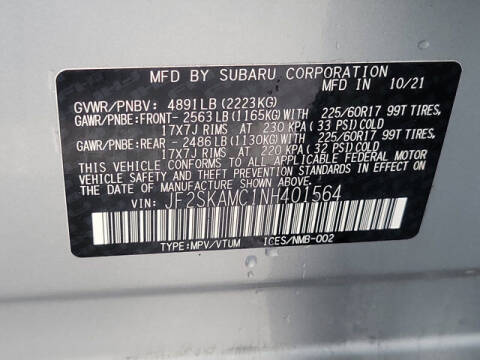 MFD BY SUBARU CORPORATION
MFD IN 10/21
GVWR/PNBV: 4891LB (2223KG)
GAWR/PNBE:FRONT- 2563LB (1165KG)WITH 225/60R17 99T TIRES,
17X7J RIMS AT 230 KPA (33 PSI)COLD
GAWR/PNBE: REAR - 2486LB (1130KG)WITH 225/60R17 99T TIRES,
17X7J RIMS AT 220 KPA (32 PSI)COLD
THIS VEHICLE CONFORMS TO ALL APPLICABLE FEDERAL MOTOR
VEHICLE SAFETY AND THEFT PREVENTION STANDARDS IN EFFECT
ON THE DATE OF MANUFACTURE SHOWN ABOVE.
VIN: JF2SKAMC1NH401564
TYPE:MPV/VTUM ICES/NMB-002